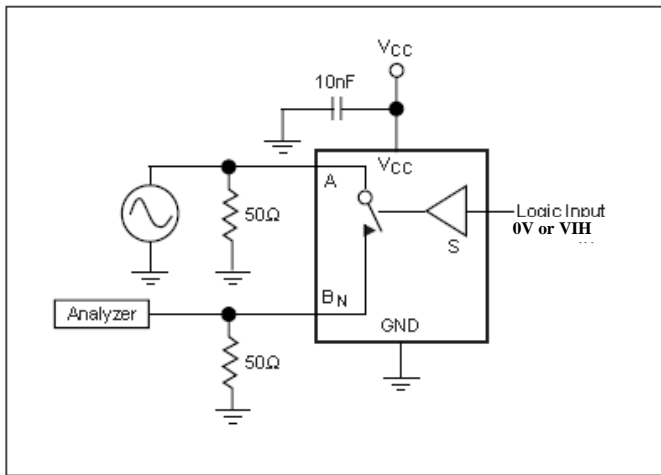 VCC
10nF
VCC
A
50Ω
Logic Input
0V or VIH
S
BN
Analyzer
GND
50Ω